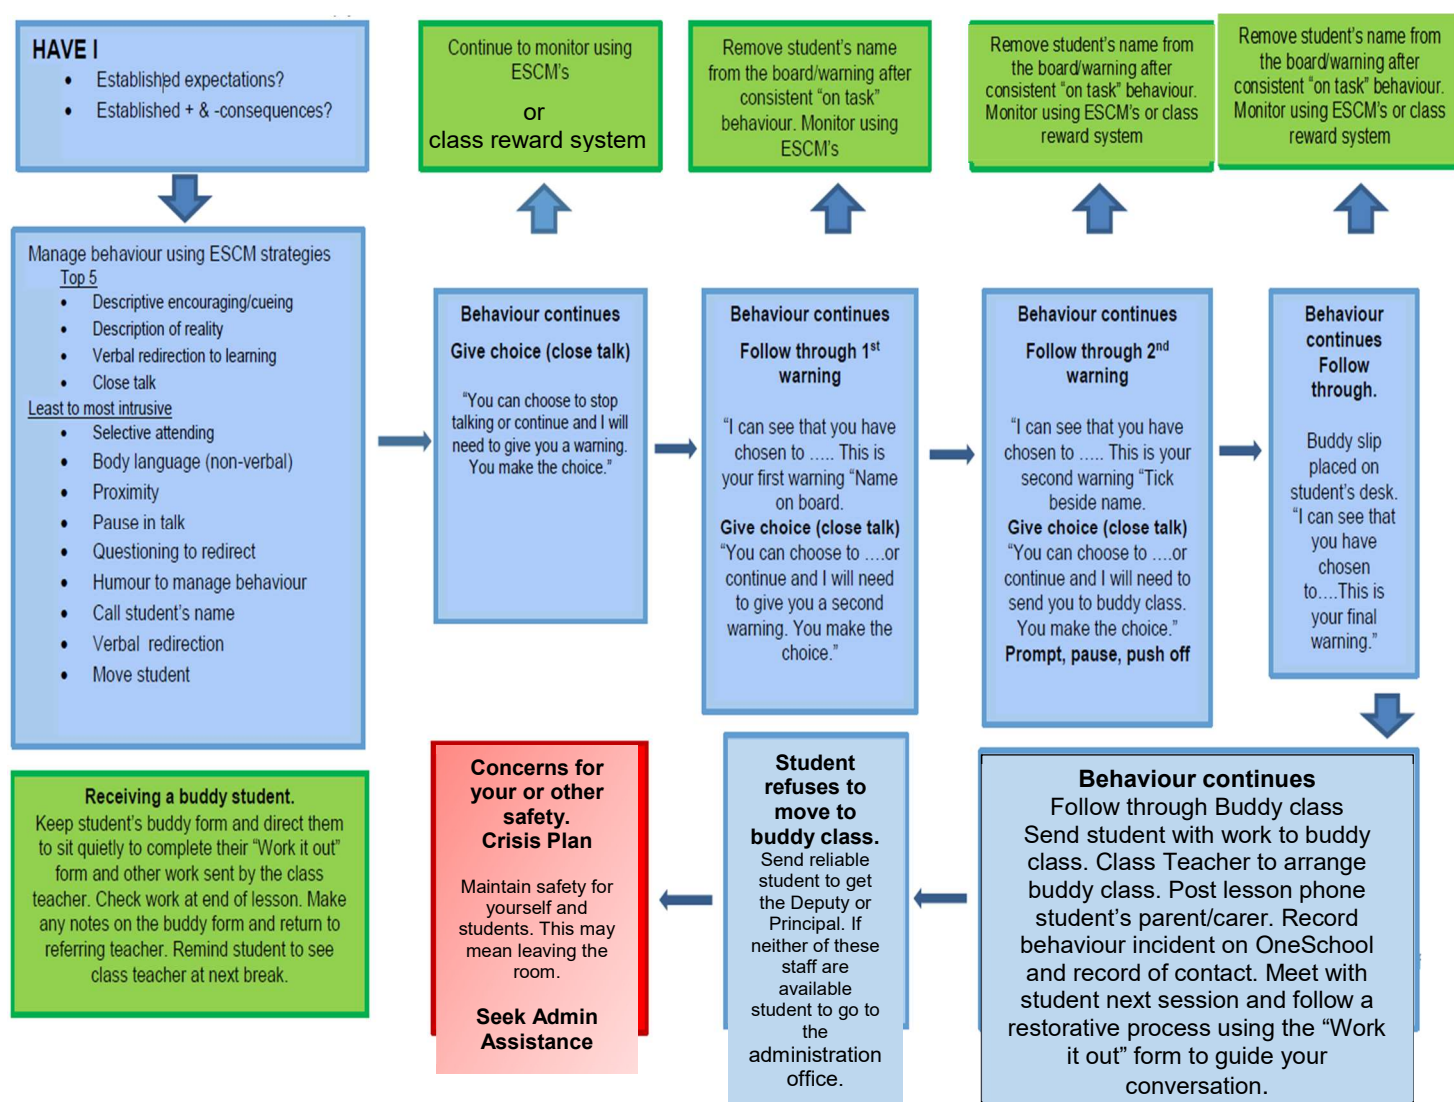 HAVE I
• Established expectations?
• Established + & -consequences?
Continue to monitor using
ESCM's
or
class reward system
Remove student's name
from the board/warning after
consistent "on task"
behaviour. Monitor using
ESCM's
Remove student's name from
the board/warning after
consistent "on task" behaviour.
Monitor using ESCM's or class
reward system
Remove student's name from
the board/warning after
consistent "on task" behaviour.
Monitor using ESCM's or class
reward system
Manage behaviour using ESCM strategies
Top 5
• Descriptive encouraging/cueing
• Description of reality
• Verbal redirection to learning
• Close talk
Least to most intrusive
• Selective attending
• Body language (non-verbal)
• Proximity
• Pause in talk
• Questioning to redirect
• Humour to manage behaviour
• Call student's name
• Verbal redirection
• Move student
Behaviour continues
Give choice (close talk)
"You can choose to stop
talking or continue and I will
need to give you a warning.
You make the choice."
Behaviour continues
Follow through 1st
warning
"I can see that you have
chosen to ..... This is
your first warning "Name
on board.
Give choice (close talk)
"You can choose to ....or
continue and I will need
to give you a second
warning. You make the
choice."
Behaviour continues
Follow through 2nd
warning
"I can see that you have
chosen to ..... This is your
second warning "Tick
beside name.
Give choice (close talk)
"You can choose to ....or
continue and I will need to
send you to buddy class.
You make the choice."
Prompt, pause, push off
Behaviour
continues
Follow
through.
Buddy slip
placed on
student's desk.
"I can see that
you have
chosen
to....This is
your final
warning."
Receiving a buddy student.
Keep student's buddy form and direct them
to sit quietly to complete their "Work it out"
form and other work sent by the class
teacher. Check work at end of lesson. Make
any notes on the buddy form and return to
referring teacher. Remind student to see
class teacher at next break.
Concerns for
your or other
safety.
Crisis Plan
Maintain safety for
yourself and
students. This may
mean leaving the
room.
Seek Admin
Assistance
Student
refuses to
move to
buddy class.
Send reliable
student to get
the Deputy or
Principal. If
neither of these
staff are
available
student to go to
the
administration
office.
Behaviour continues
Follow through Buddy class
Send student with work to buddy
class. Class Teacher to arrange
buddy class. Post lesson phone
student's parent/carer. Record
behaviour incident on OneSchool
and record of contact. Meet with
student next session and follow a
restorative process using the "Work
it out" form to guide your
conversation.